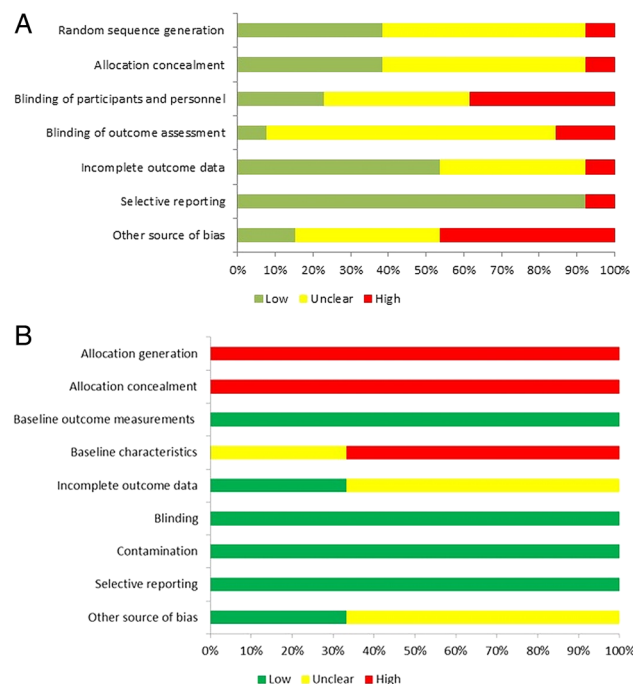 A
Random sequence generation
Allocation concealment
Blinding of participants and personnel
Blinding of outcome assessment
Incomplete outcome data
Selective reporting
Other source of bias
0% 10% 20% 30% 40% 50% 60% 70% 80% 90% 100%
Low Unclear High
B
Allocation generation
Allocation concealment
Baseline outcome measurements
Baseline characteristics
Incomplete outcome data
Blinding
Contamination
Selective reporting
Other source of bias
0% 10% 20% 30% 40% 50% 60% 70% 80% 90% 100%
Low Unclear High